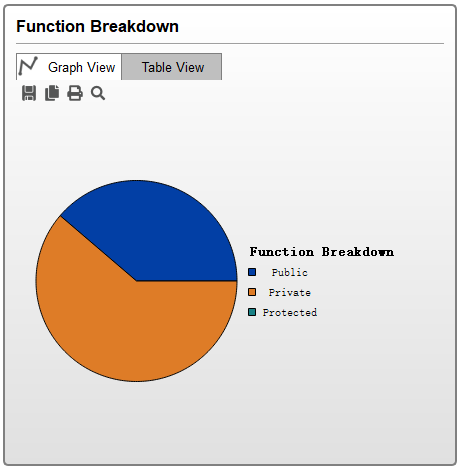 Function Breakdown
Graph View
Table View
Function Breakdown
Public
Private
Protected